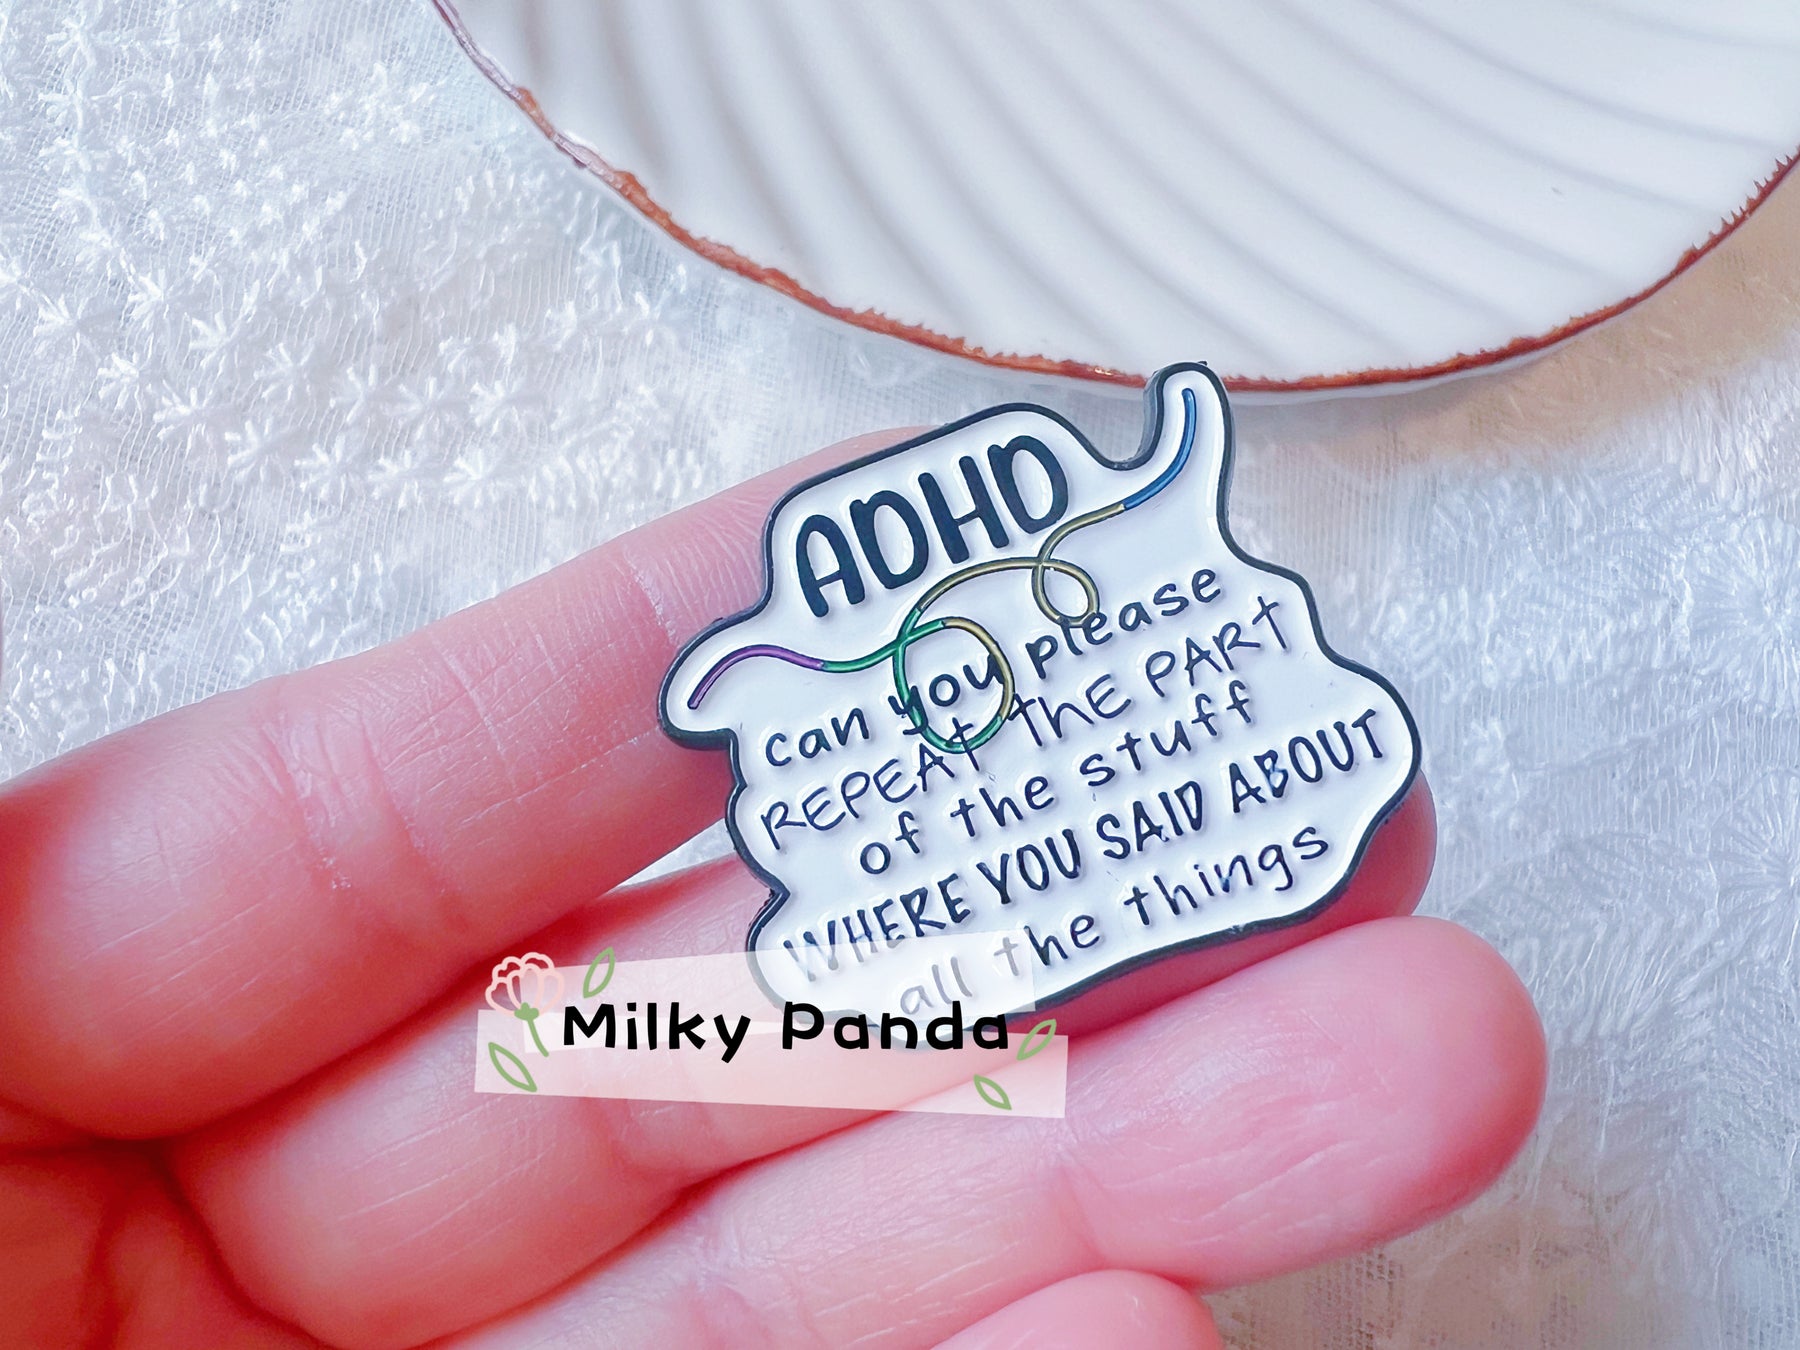 ADHD
can you please
REPEAT THE PART
of the stuff
WHERE YOU SAID ABOUT
all the things
Milky Panda